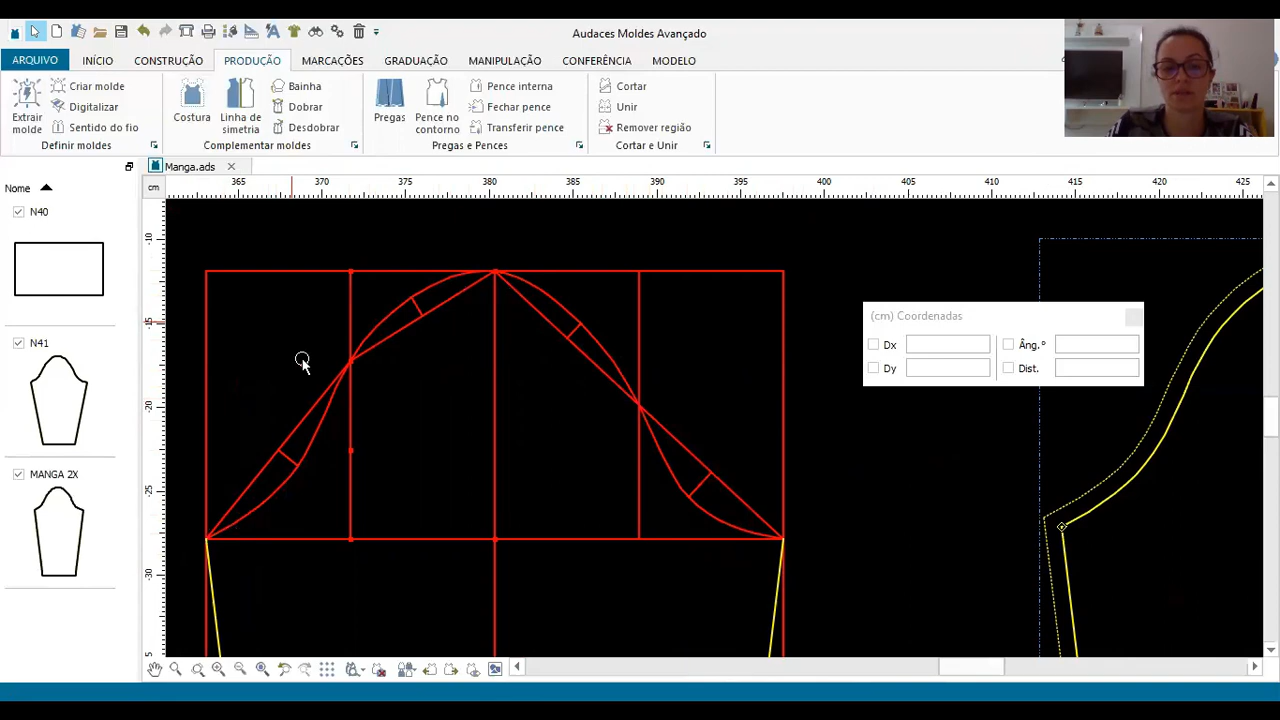 Audaces Moldes Avançado
ARQUIVO INÍCIO CONSTRUÇÃO PRODUÇÃO MARCAÇÕES GRADUAÇÃO MANIPULAÇÃO CONFERÊNCIA MODELO
Extrair molde
Criar molde
Digitalizar
Sentido do fio
Definir moldes
Costura
Linha de simetria
Bainha
Dobrar
Desdobrar
Complementar moldes
Pregas
Pence no contorno
Pence interna
Fechar pence
Transferir pence
Pregas e Pences
Cortar
Unir
Remover região
Cortar e Unir
Manga.ads
Nome
cm 365 370 375 380 385 390 395 400 405 410 415 420 425
N40
N41
MANGA 2X
-10
-15
-20
-25
-30
(cm) Coordenadas
Dx Âng.°
Dy Dist.